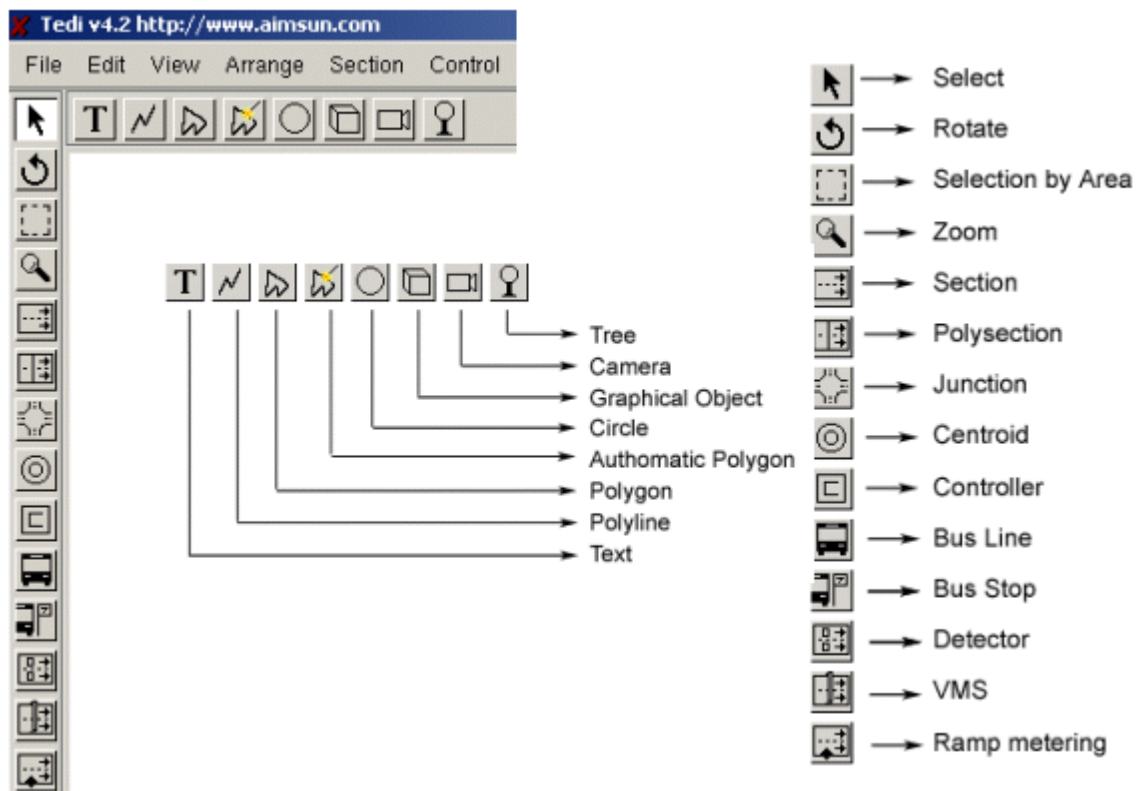 Tedi v4.2 http://www.aimsun.com
File Edit View Arrange Section Control
T
T
Tree
Camera
Graphical Object
Circle
Authomatic Polygon
Polygon
Polyline
Text
Select
Rotate
Selection by Area
Zoom
Section
Polysection
Junction
Centroid
Controller
Bus Line
Bus Stop
Detector
VMS
Ramp metering